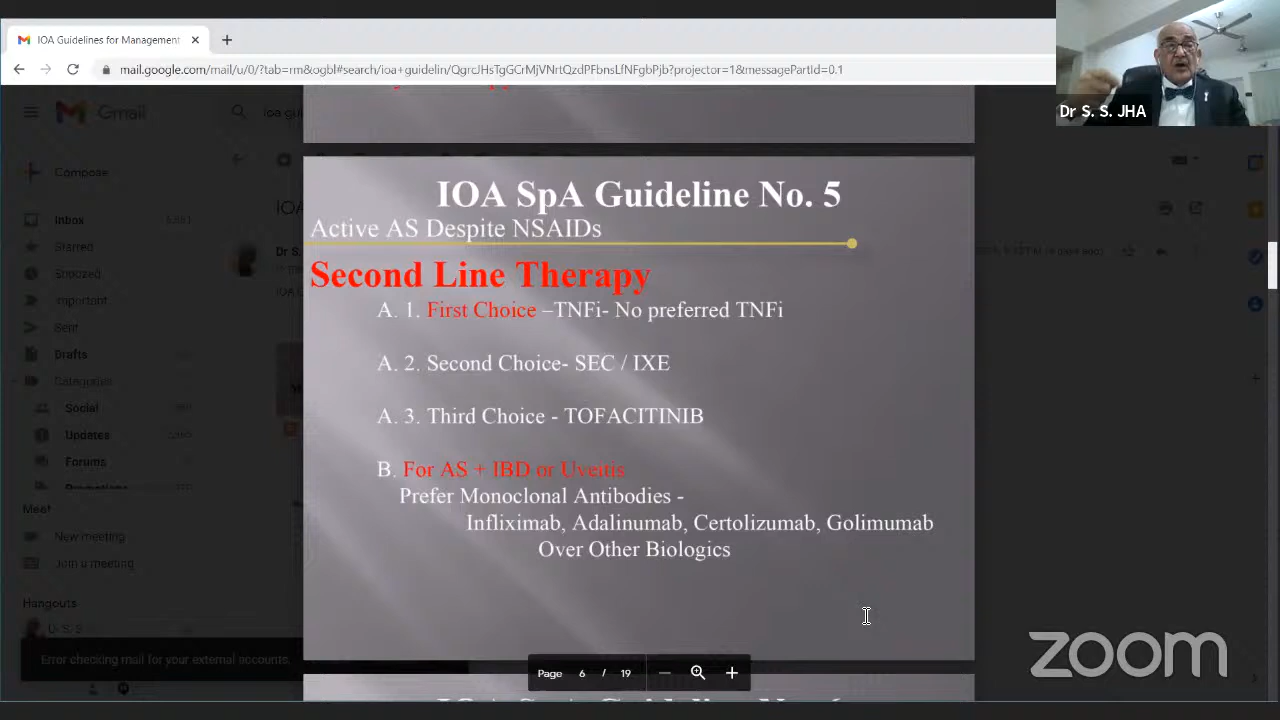 IOA Guidelines for Management
mail.google.com/mail/u/0/?tab=rm&ogbl#search/ioa+guidelin/QgrcJHsTgGCrMjVNrtQzdPFbnsLfNFgbPjb?projector=1&messagePartId=0.1
Dr S. S. JHA
Gmail
Compose
Inbox
Starred
Snoozed
Important
Sent
Drafts
Categories
Social
Updates
Forums
Promotions
Meet
New meeting
Join a meeting
Hangouts
Error checking mail for your external accounts.
IOA SpA Guideline No. 5
Active AS Despite NSAIDs
Second Line Therapy
A. 1. First Choice –TNFi- No preferred TNFi
A. 2. Second Choice- SEC / IXE
A. 3. Third Choice - TOFACITINIB
B. For AS + IBD or Uveitis
Prefer Monoclonal Antibodies -
Infliximab, Adalinumab, Certolizumab, Golimumab
Over Other Biologics
Page 6 / 19
zoom